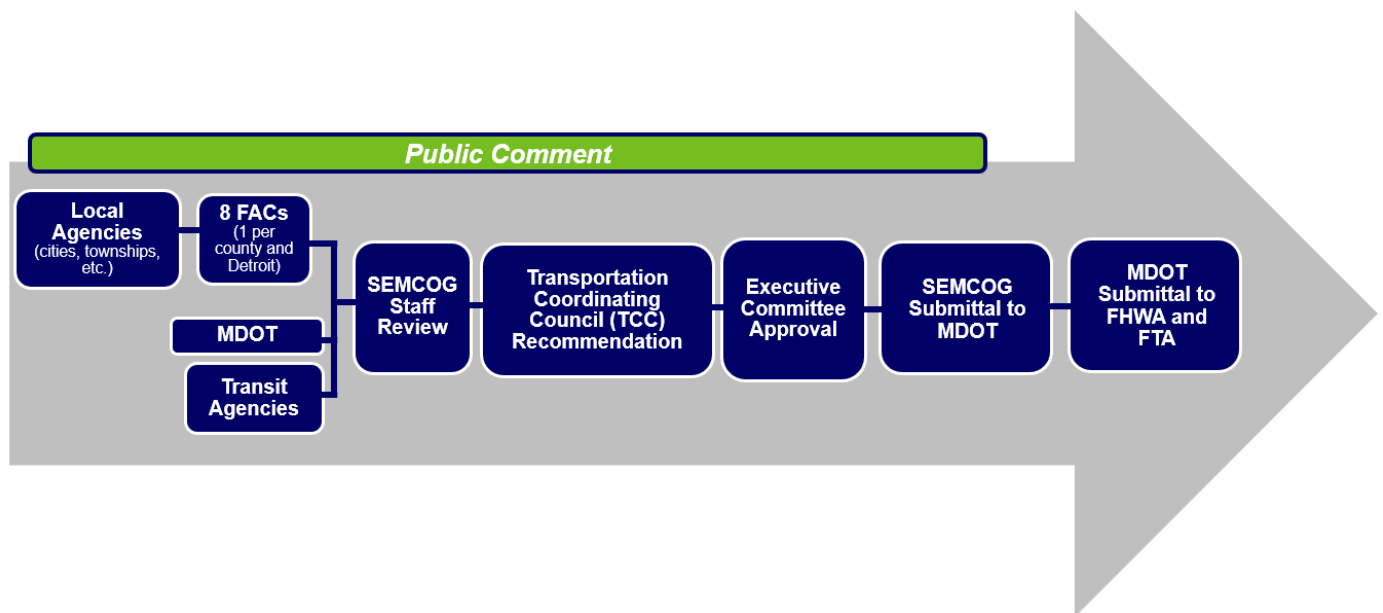 Public Comment
Local
Agencies
(cities, townships,
etc.)
8 FACs
(1 per
county and
Detroit)
MDOT
Transit
Agencies
SEMCOG
Staff
Review
Transportation
Coordinating
Council (TCC)
Recommendation
Executive
Committee
Approval
SEMCOG
Submittal to
MDOT
MDOT
Submittal to
FHWA and
FTA